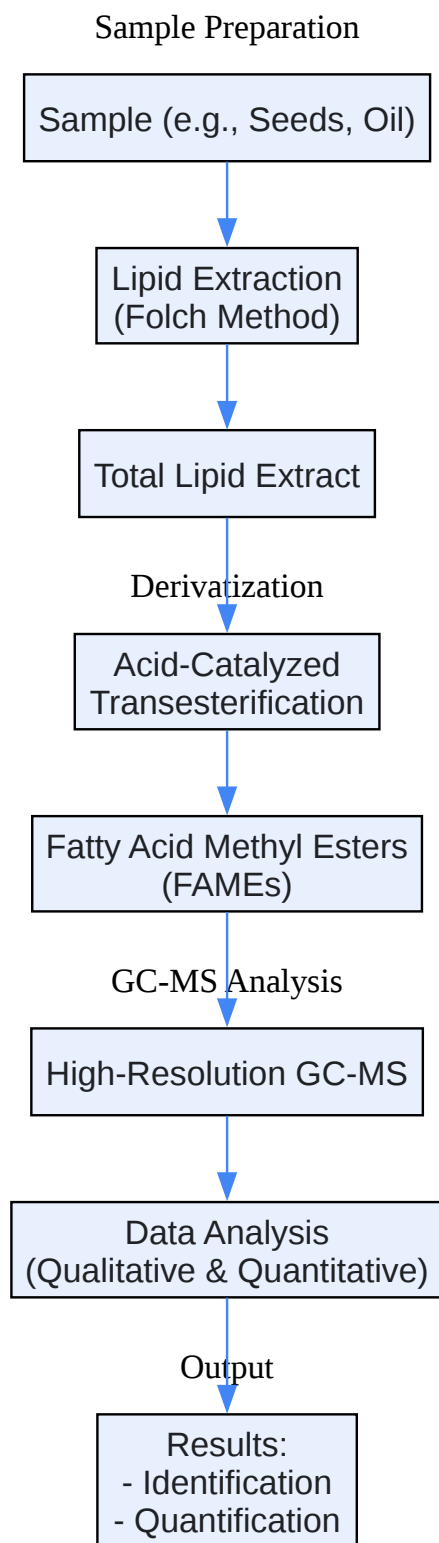 Sample Preparation
Sample (e.g., Seeds, Oil)
Lipid Extraction
(Folch Method)
Total Lipid Extract
Derivatization
Acid-Catalyzed
Transesterification
Fatty Acid Methyl Esters
(FAMEs)
GC-MS Analysis
High-Resolution GC-MS
Data Analysis
(Qualitative & Quantitative)
Output
Results:
- Identification
- Quantification